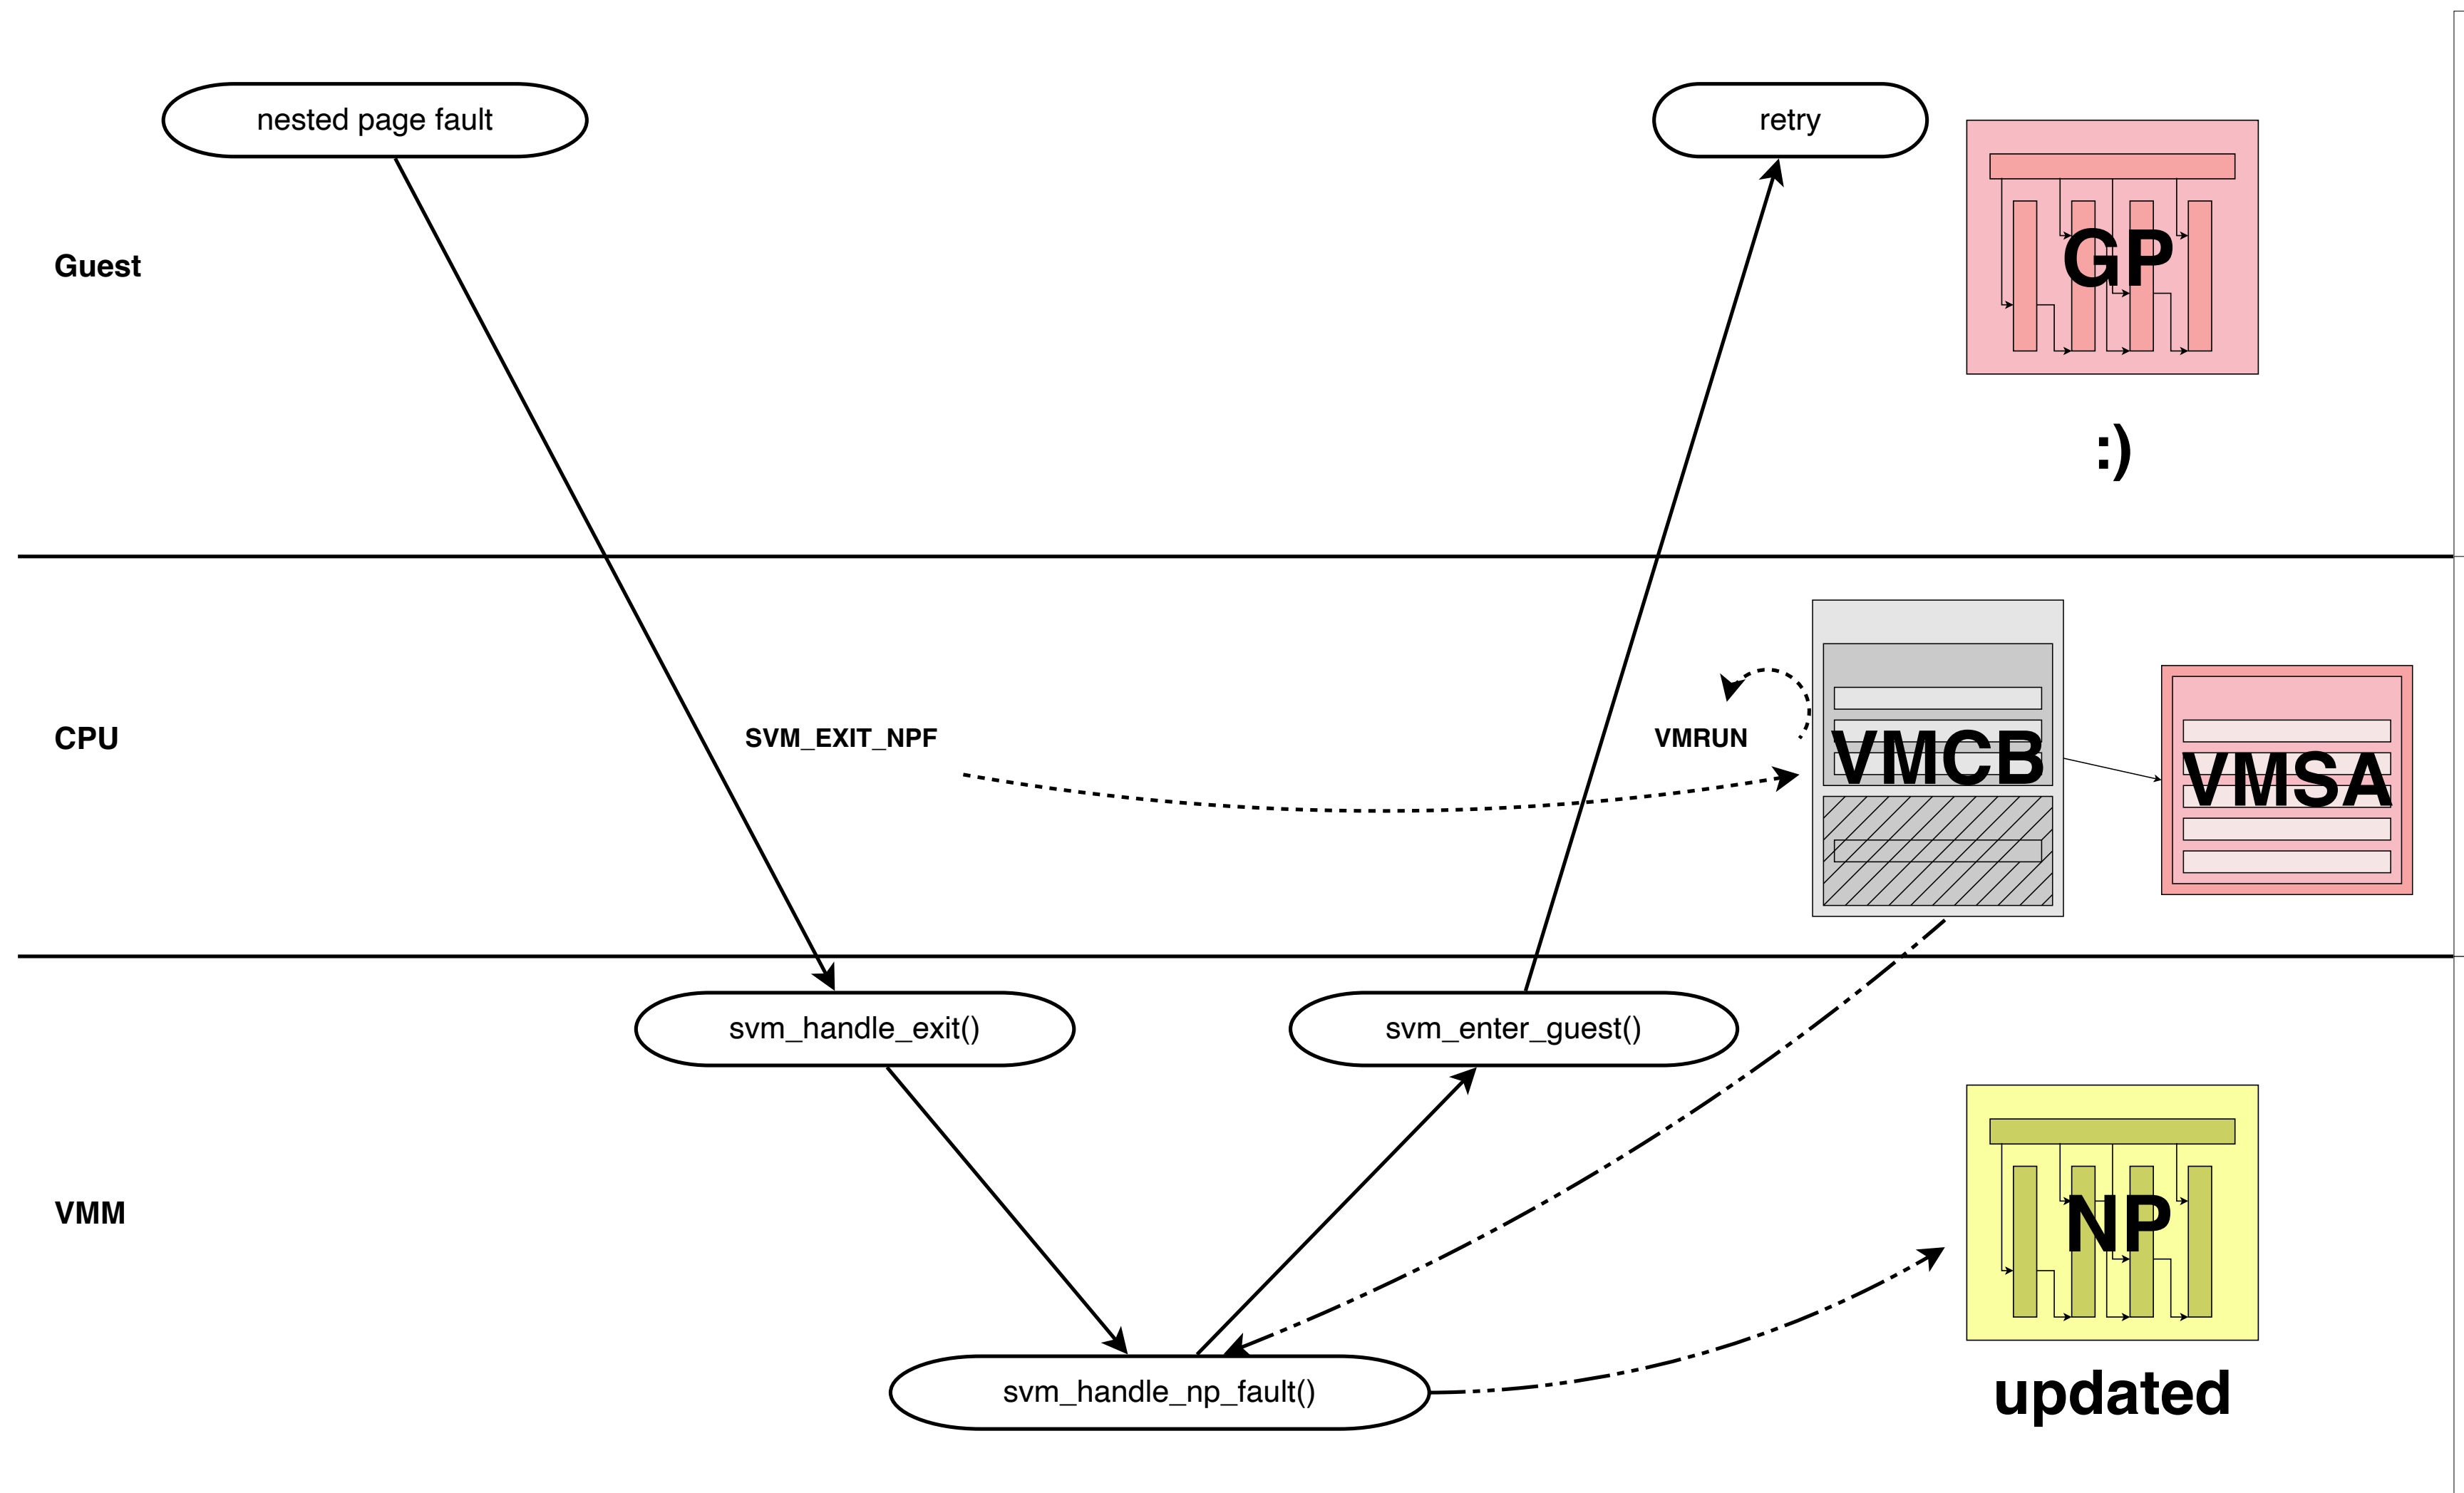 nested page fault
retry
Guest
GP
:)
CPU
SVM_EXIT_NPF
VMRUN
VMCB
VMSA
svm_handle_exit()
svm_enter_guest()
VMM
NP
svm_handle_np_fault()
updated